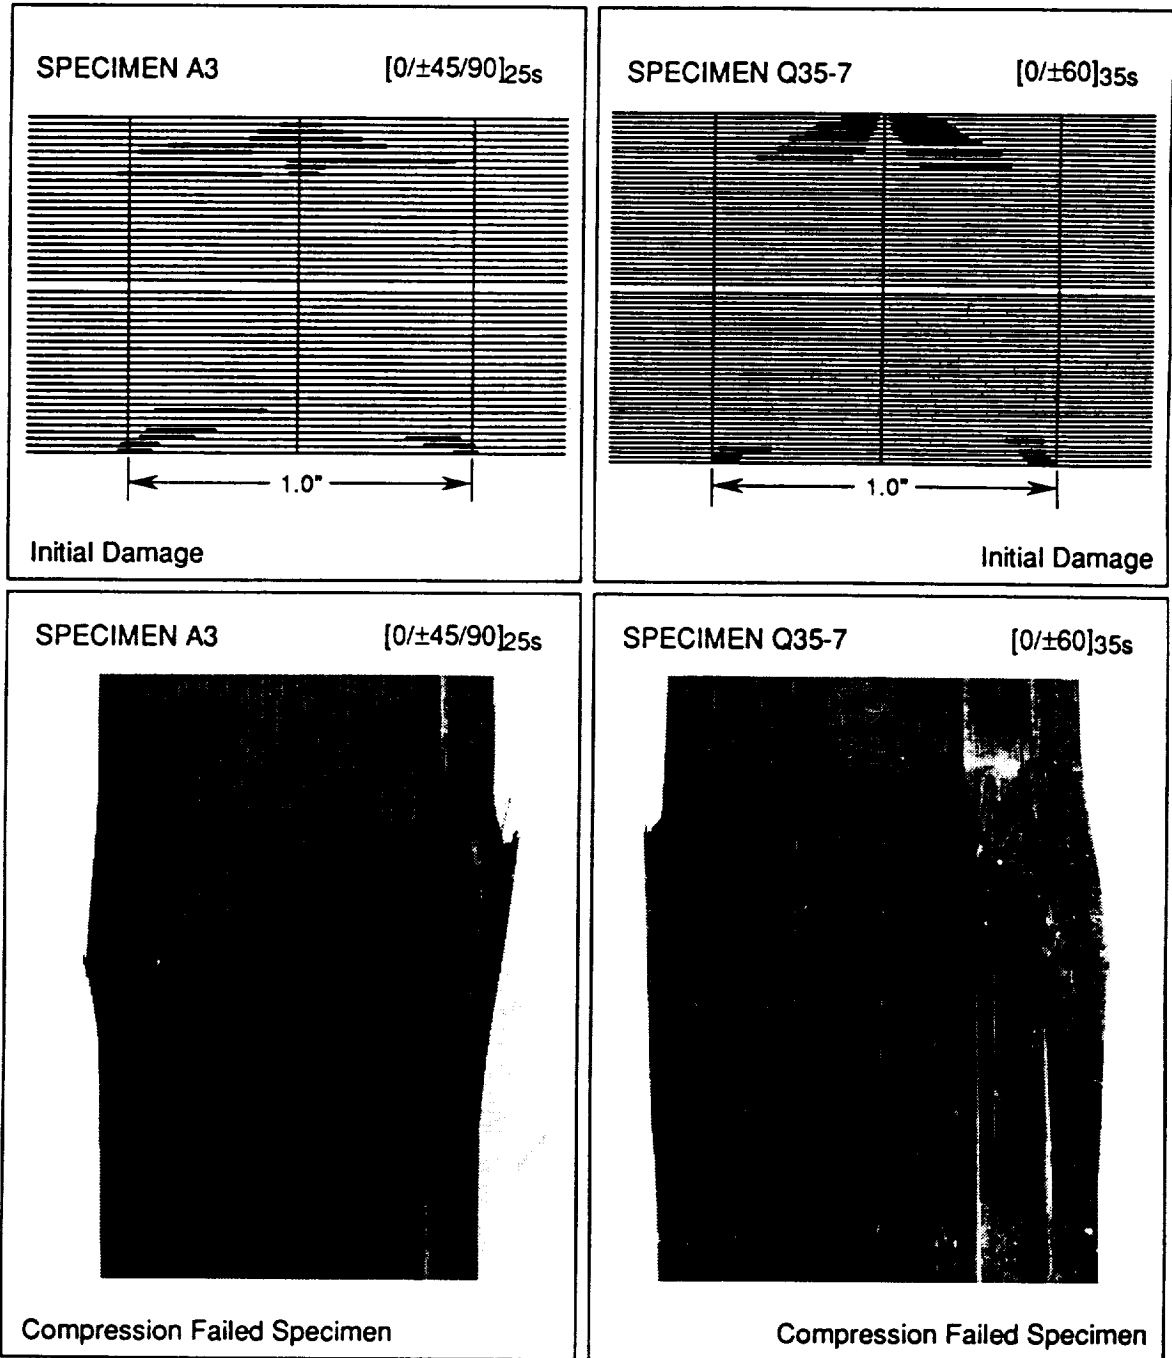 SPECIMEN A3 [0/±45/90]25s
1.0"
Initial Damage
SPECIMEN Q35-7 [0/±60]35s
1.0"
Initial Damage
SPECIMEN A3 [0/±45/90]25s
Compression Failed Specimen
SPECIMEN Q35-7 [0/±60]35s
Compression Failed Specimen